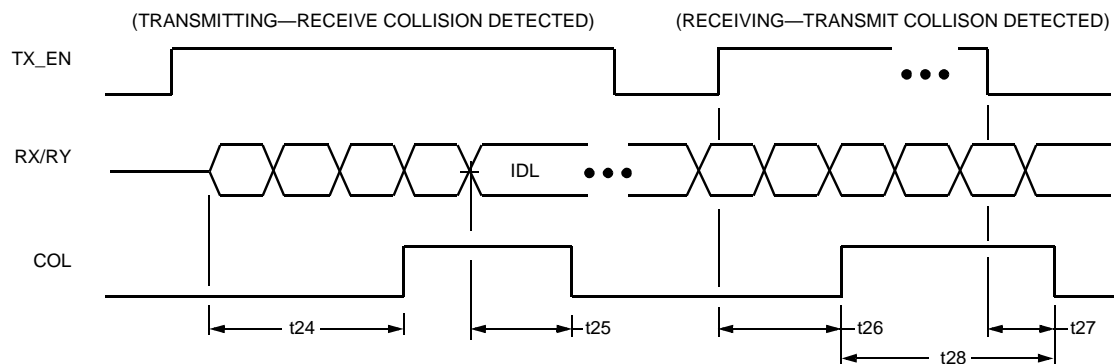 (TRANSMITTING—RECEIVE COLLISION DETECTED)
(RECEIVING—TRANSMIT COLLISON DETECTED)
TX_EN
RX/RY
IDL
COL
t24
t25
t26
t27
t28